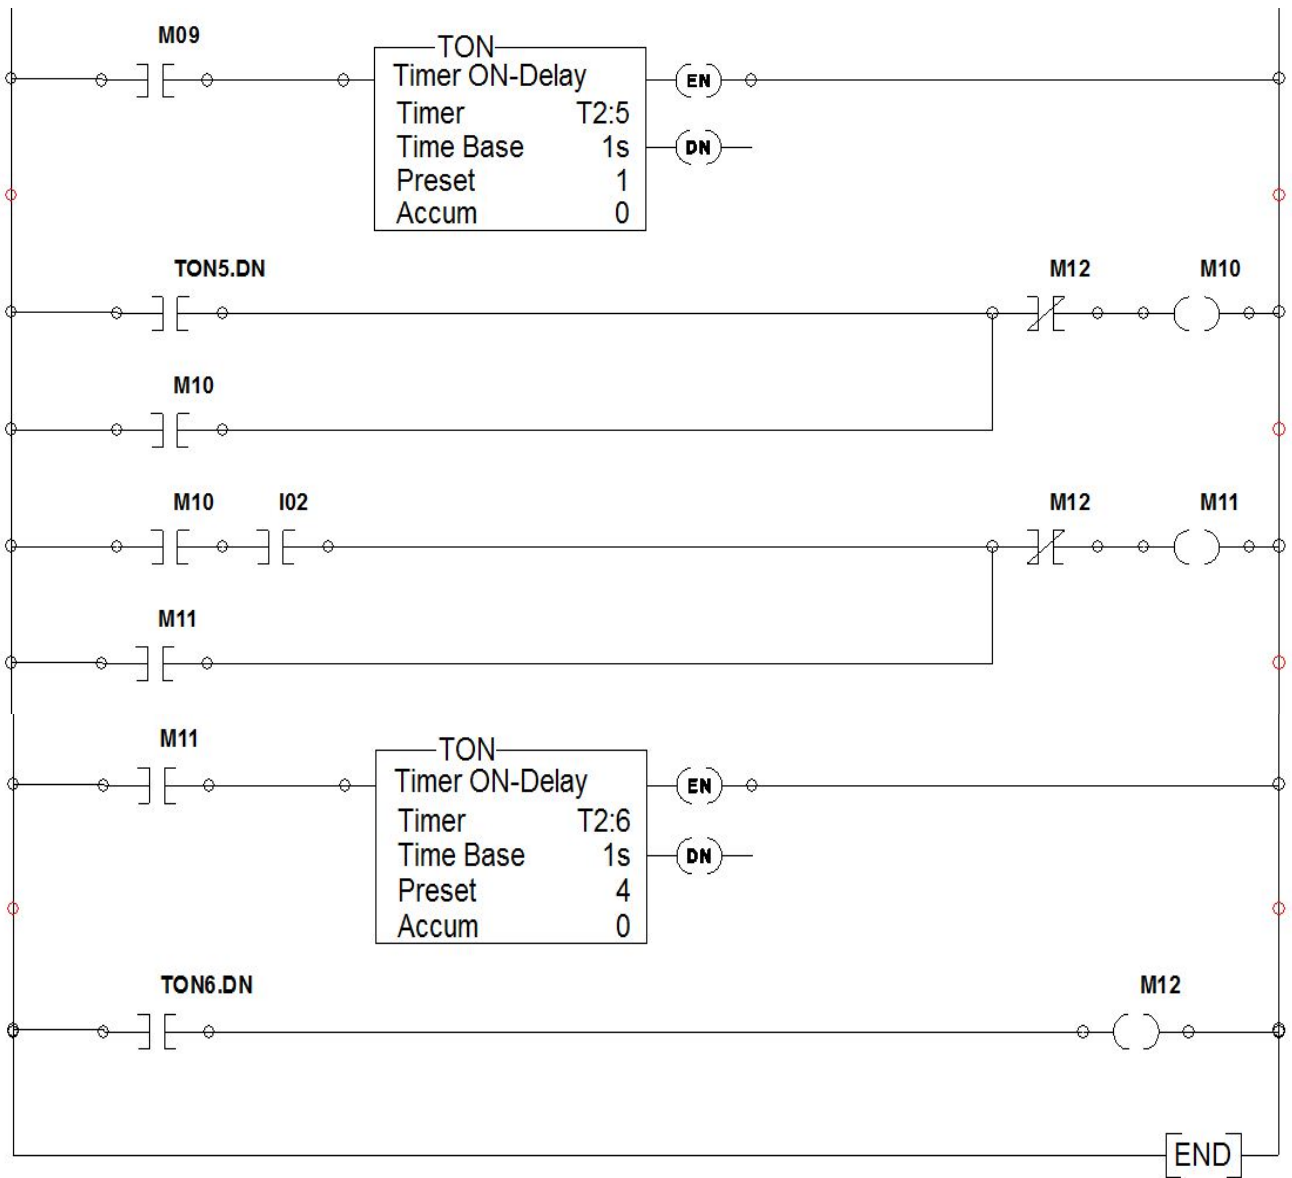 M09
TON
Timer ON-Delay
EN
Timer T2:5
Time Base 1s
DN
Preset 1
Accum 0
TON5.DN
M12
M10
M10
M10
I02
M12
M11
M11
M11
TON
Timer ON-Delay
EN
Timer T2:6
Time Base 1s
DN
Preset 4
Accum 0
TON6.DN
M12
END